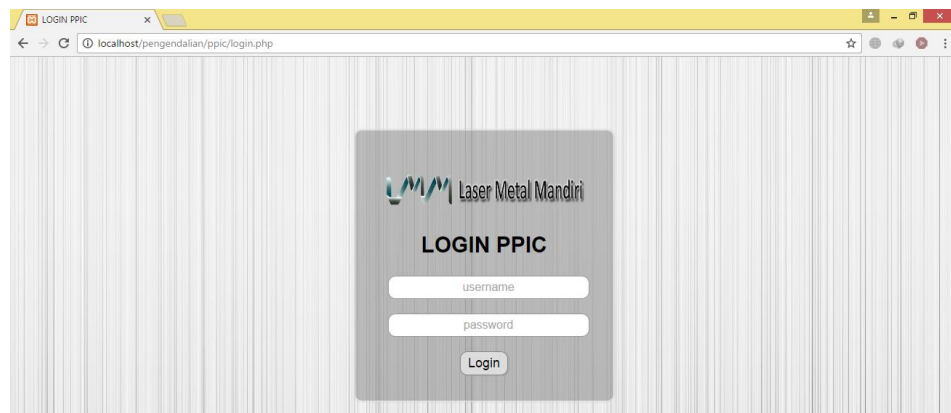 LOGIN PPIC
localhost/pengendalian/ppic/login.php
LMM Laser Metal Mandiri
LOGIN PPIC
username
password
Login